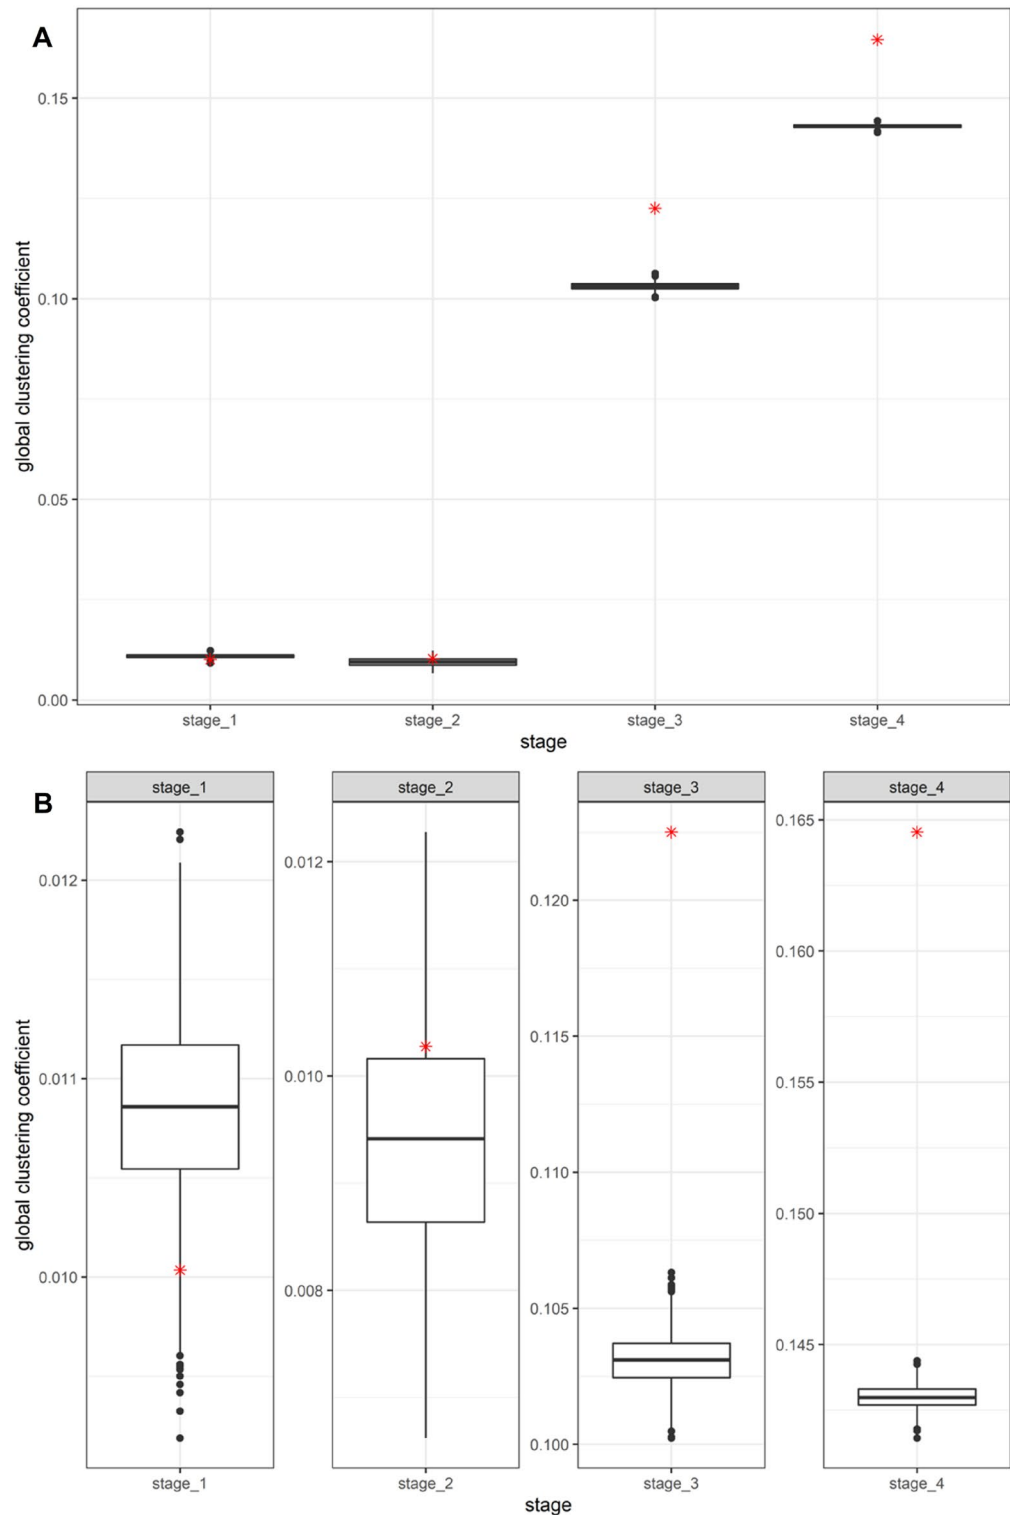 A
global clustering coefficient
0.15
0.10
0.05
0.00
stage_1 stage_2 stage_3 stage_4
stage
B
stage_1 stage_2 stage_3 stage_4
global clustering coefficient
0.012
0.011
0.010
0.012
0.010
0.008
0.120
0.115
0.110
0.105
0.100
0.165
0.160
0.155
0.150
0.145
stage_1 stage_2 stage_3 stage_4
stage